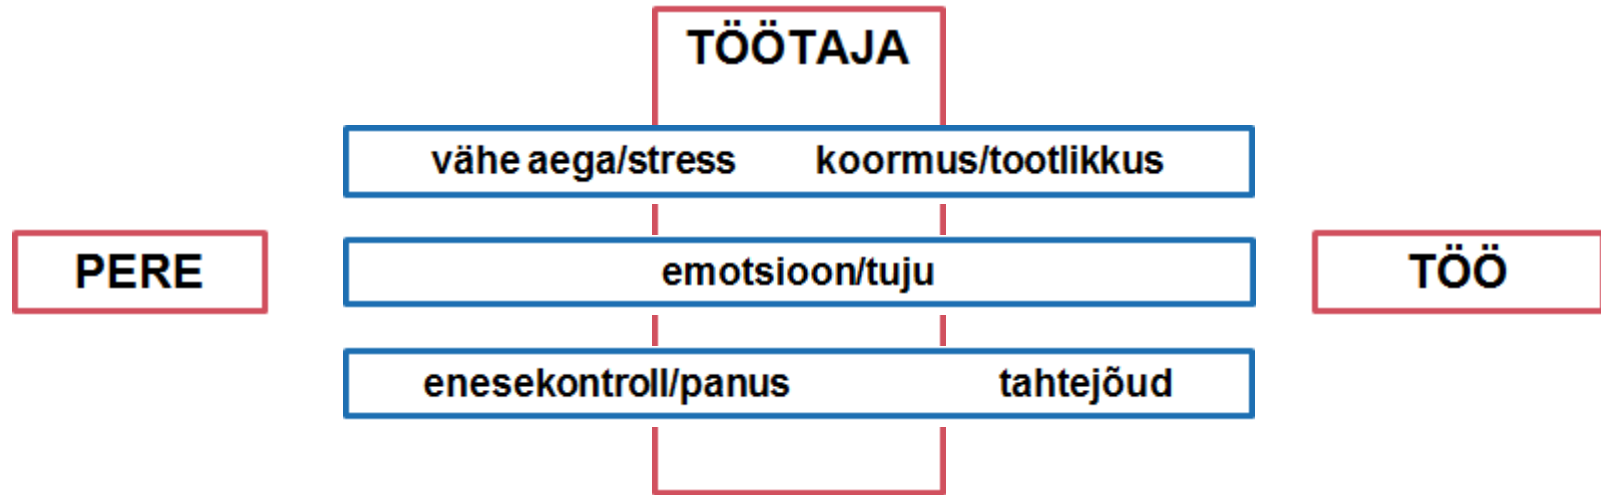 TÖÖTAJA
vähe aega/stress koormus/tootlikkus
PERE
emotsioon/tuju
TÖÖ
enesekontroll/panus tahtejõud